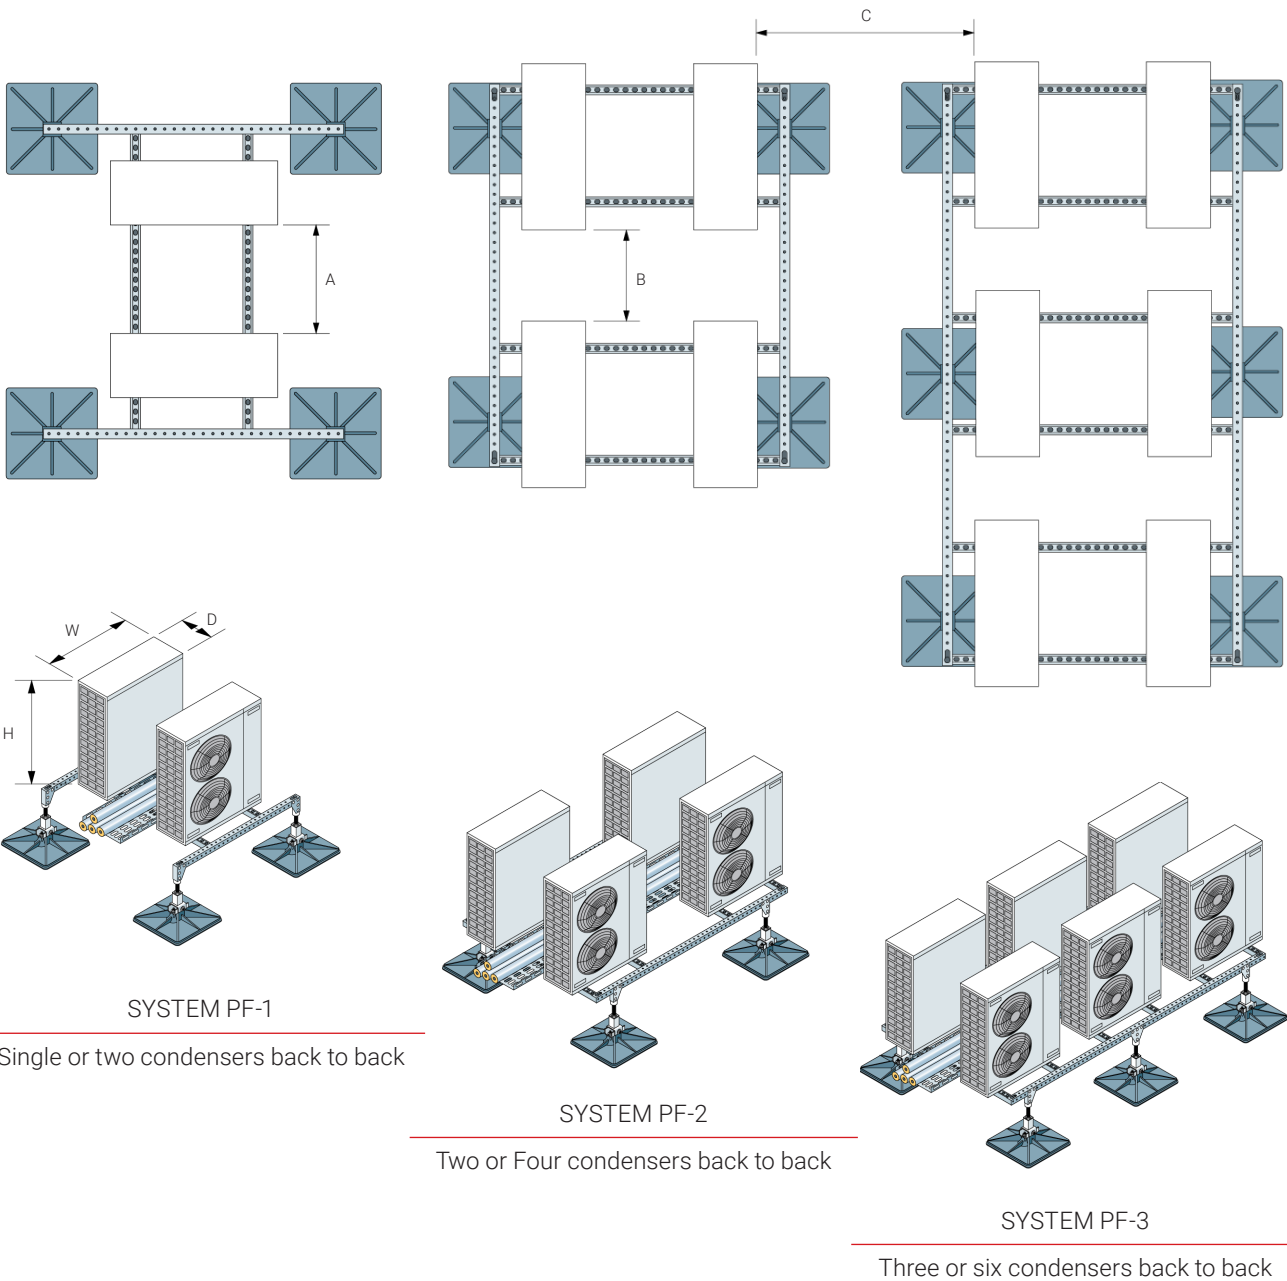 C
A
B
W
D
H
SYSTEM PF-1
Single or two condensers back to back
SYSTEM PF-2
Two or Four condensers back to back
SYSTEM PF-3
Three or six condensers back to back